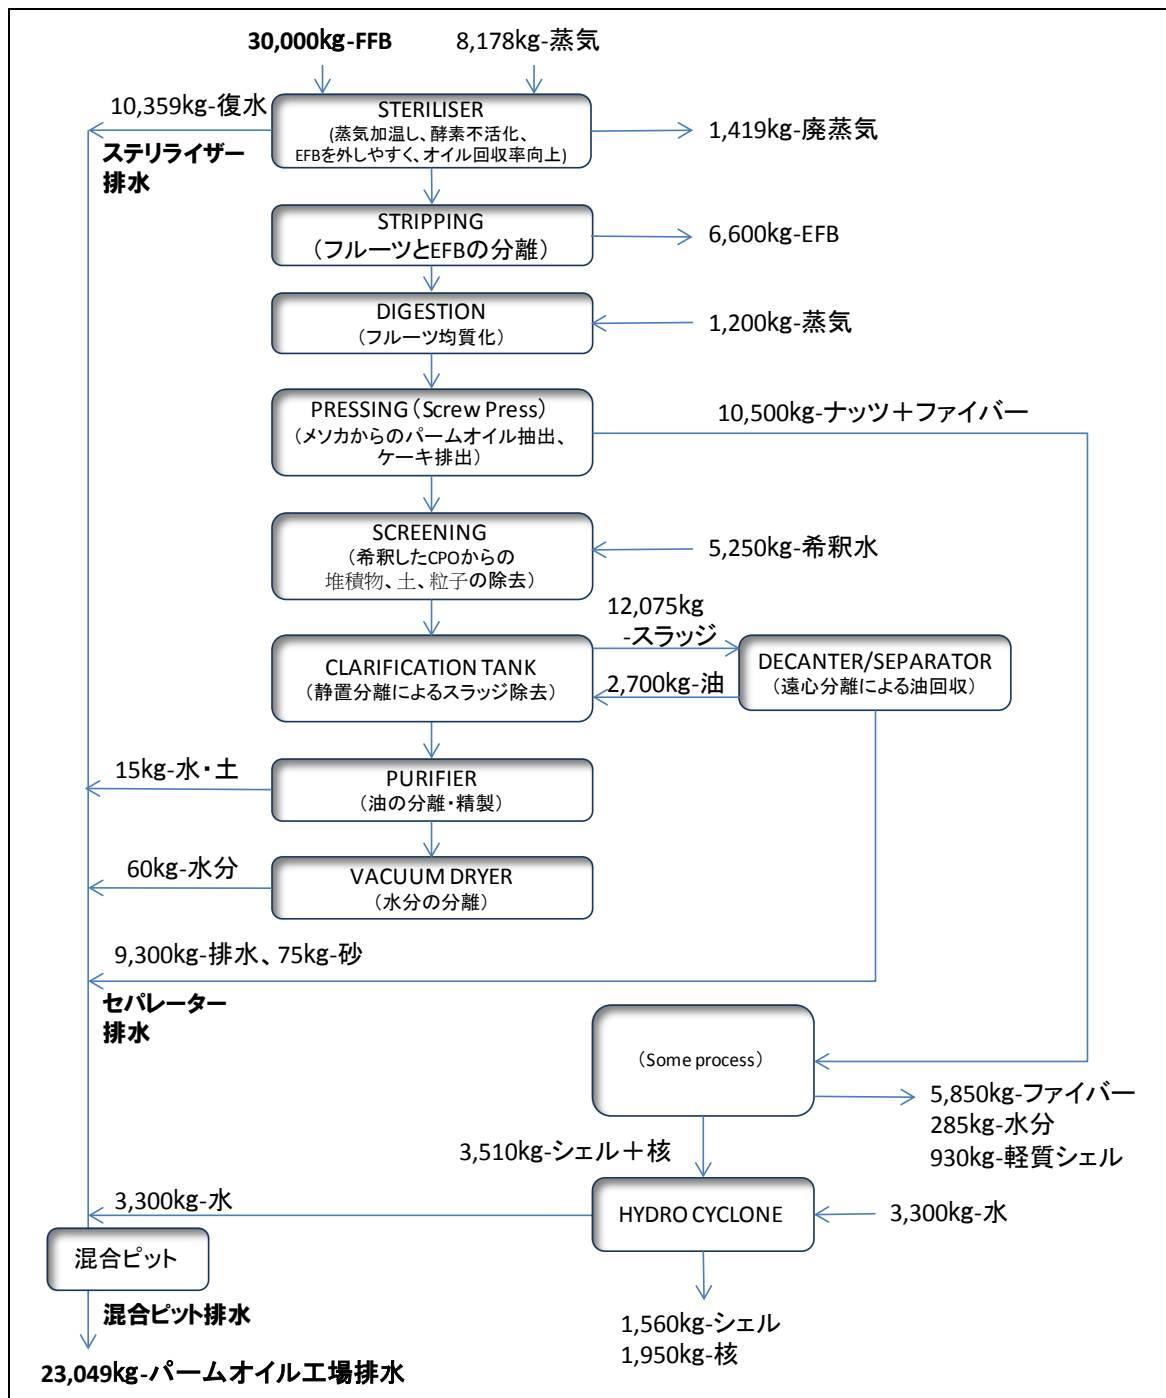 30,000kg-FFB
8,178kg-蒸気
10,359kg-復水
STERILISER
(蒸気加温し、酵素不活化、
EFBを外しやすく、オイル回収率向上)
1,419kg-廃蒸気
ステリライザー
排水
STRIPPING
(フルーツとEFBの分離)
6,600kg-EFB
DIGESTION
(フルーツ均質化)
1,200kg-蒸気
PRESSING(Screw Press)
(メソカからのパームオイル抽出、
ケーキ排出)
10,500kg-ナッツ+ファイバー
SCREENING
(希釈したCPOからの
堆積物、土、粒子の除去)
5,250kg-希釈水
12,075kg
-スラッジ
CLARIFICATION TANK
(静置分離によるスラッジ除去)
2,700kg-油
DECANTER/SEPARATOR
(遠心分離による油回収)
15kg-水・土
PURIFIER
(油の分離・精製)
60kg-水分
VACUUM DRYER
(水分の分離)
9,300kg-排水、75kg-砂
セパレーター
排水
(Some process)
5,850kg-ファイバー
285kg-水分
930kg-軽質シェル
3,510kg-シェル+核
3,300kg-水
HYDRO CYCLONE
3,300kg-水
混合ピット
混合ピット排水
1,560kg-シェル
1,950kg-核
23,049kg-パームオイル工場排水